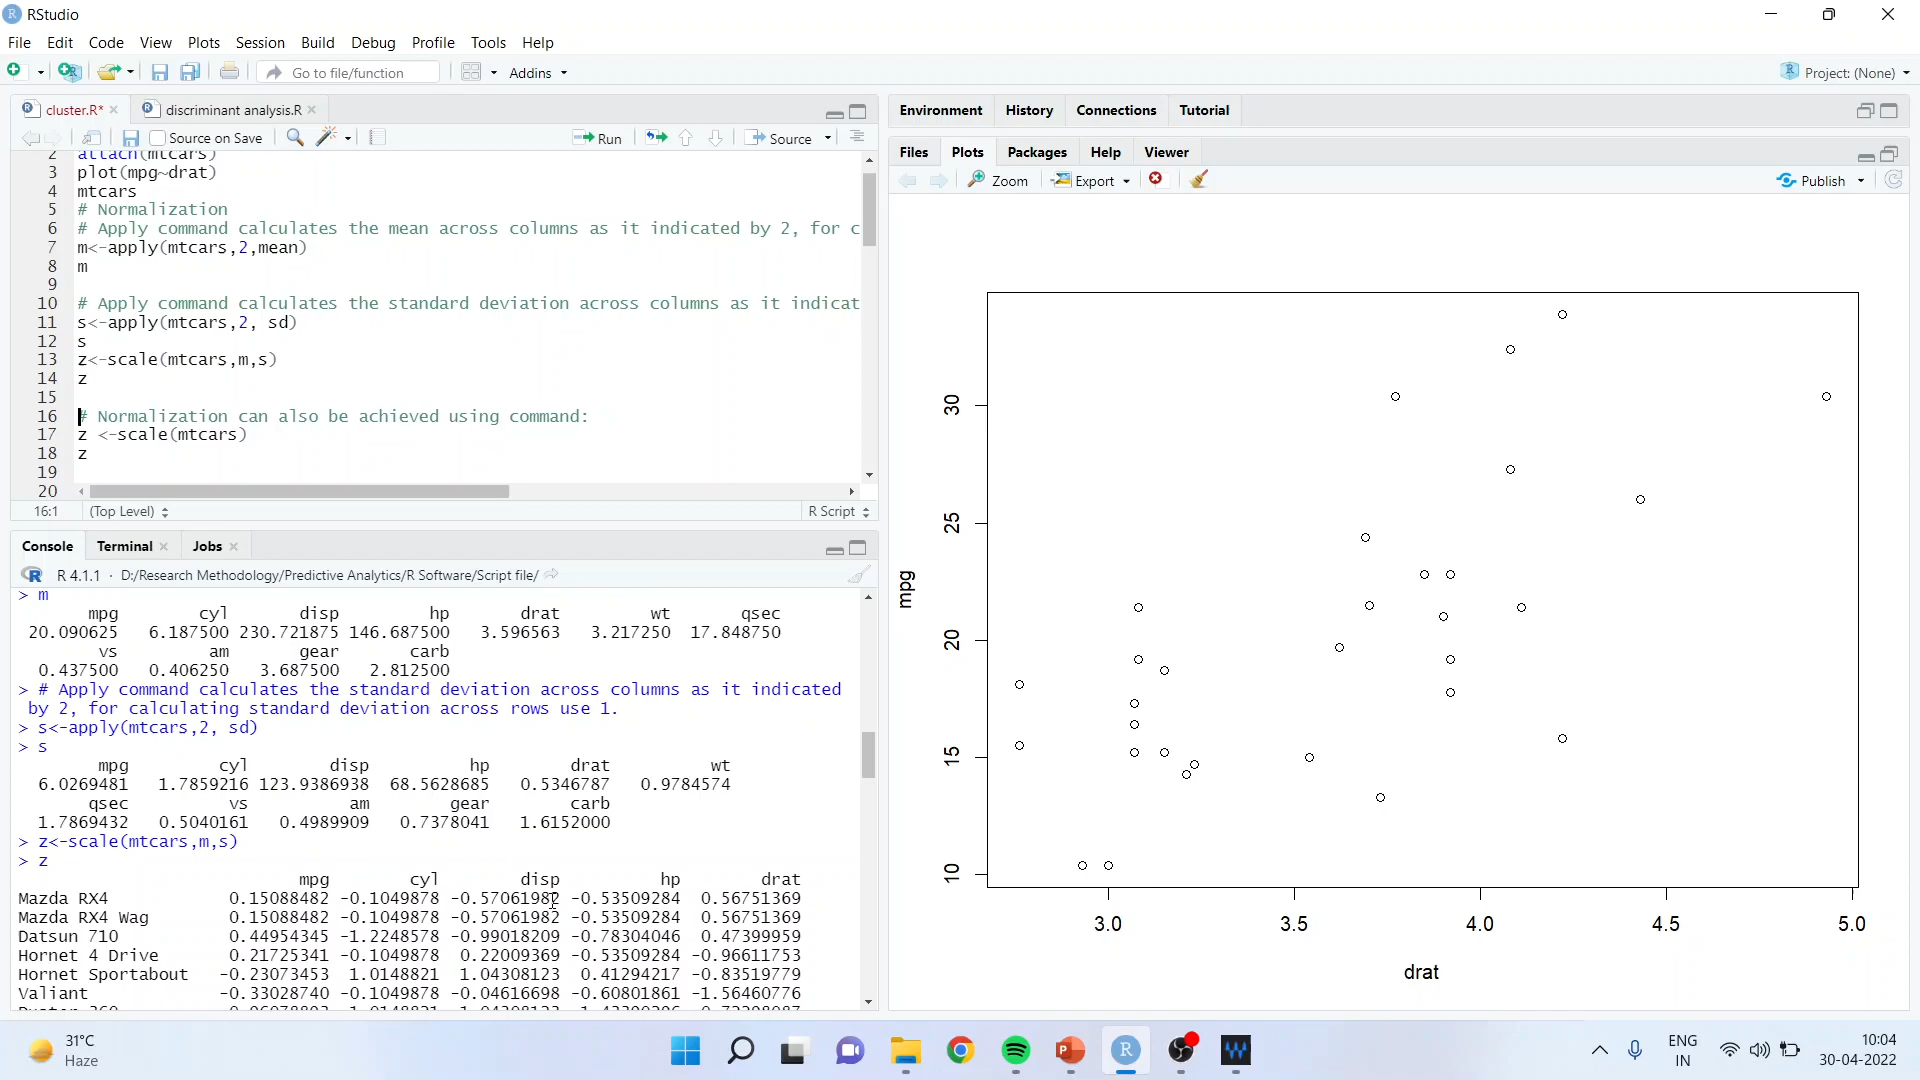 RStudio
File Edit Code View Plots Session Build Debug Profile Tools Help
Go to file/function Addins Project: (None)
cluster.R* discriminant analysis.R
Source on Save Run Source
2 attach(mtcars)
3 plot(mpg~drat)
4 mtcars
5 # Normalization
6 # Apply command calculates the mean across columns as it indicated by 2, for c
7 m<-apply(mtcars,2,mean)
8 m
9
10 # Apply command calculates the standard deviation across columns as it indicat
11 s<-apply(mtcars,2, sd)
12 s
13 z<-scale(mtcars,m,s)
14 z
15
16 # Normalization can also be achieved using command:
17 z <-scale(mtcars)
18 z
19
20
16:1 (Top Level) R Script
Console Terminal Jobs
R 4.1.1 · D:/Research Methodology/Predictive Analytics/R Software/Script file/
> m
mpg cyl disp hp drat wt qsec
20.090625 6.187500 230.721875 146.687500 3.596563 3.217250 17.848750
vs am gear carb
0.437500 0.406250 3.687500 2.812500
> # Apply command calculates the standard deviation across columns as it indicated
by 2, for calculating standard deviation across rows use 1.
> s<-apply(mtcars,2, sd)
> s
mpg cyl disp hp drat wt
6.0269481 1.7859216 123.9386938 68.5628685 0.5346787 0.9784574
qsec vs am gear carb
1.7869432 0.5040161 0.4989909 0.7378041 1.6152000
> z<-scale(mtcars,m,s)
> z
mpg cyl disp hp drat
Mazda RX4 0.15088482 -0.1049878 -0.57061982 -0.53509284 0.56751369
Mazda RX4 Wag 0.15088482 -0.1049878 -0.57061982 -0.53509284 0.56751369
Datsun 710 0.44954345 -1.2248578 -0.99018209 -0.78304046 0.47399959
Hornet 4 Drive 0.21725341 -0.1049878 0.22009369 -0.53509284 -0.96611753
Hornet Sportabout -0.23073453 1.0148821 1.04308123 0.41294217 -0.83519779
Valiant -0.33028740 -0.1049878 -0.04616698 -0.60801861 -1.56460776
Environment History Connections Tutorial
Files Plots Packages Help Viewer
Zoom Export Publish
mpg
30
25
20
15
10
3.0 3.5 4.0 4.5 5.0
drat
31°C
Haze
ENG
IN
10:04
30-04-2022